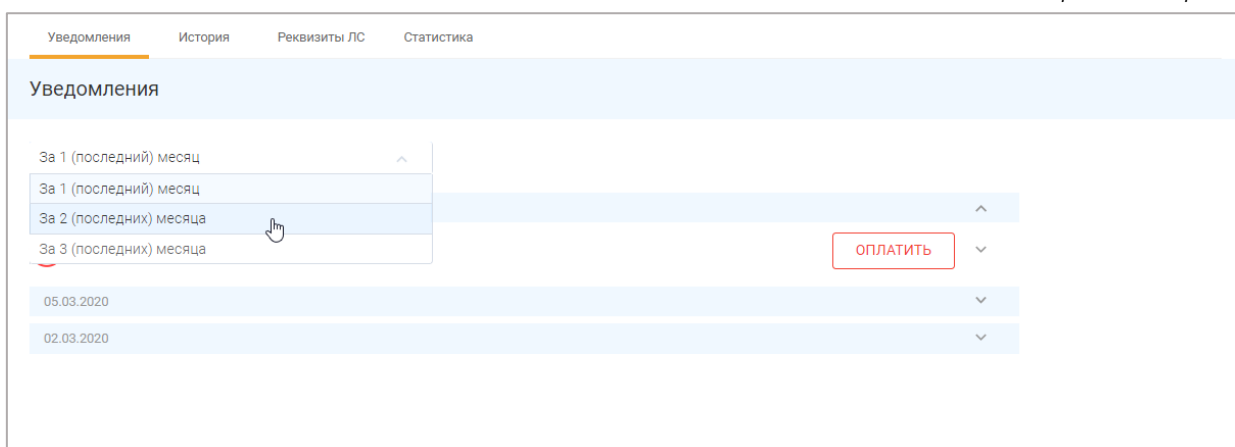 Уведомления История Реквизиты ЛС Статистика
Уведомления
За 1 (последний) месяц
За 1 (последний) месяц
За 2 (последних) месяца
За 3 (последних) месяца
ОПЛАТИТЬ
05.03.2020
02.03.2020